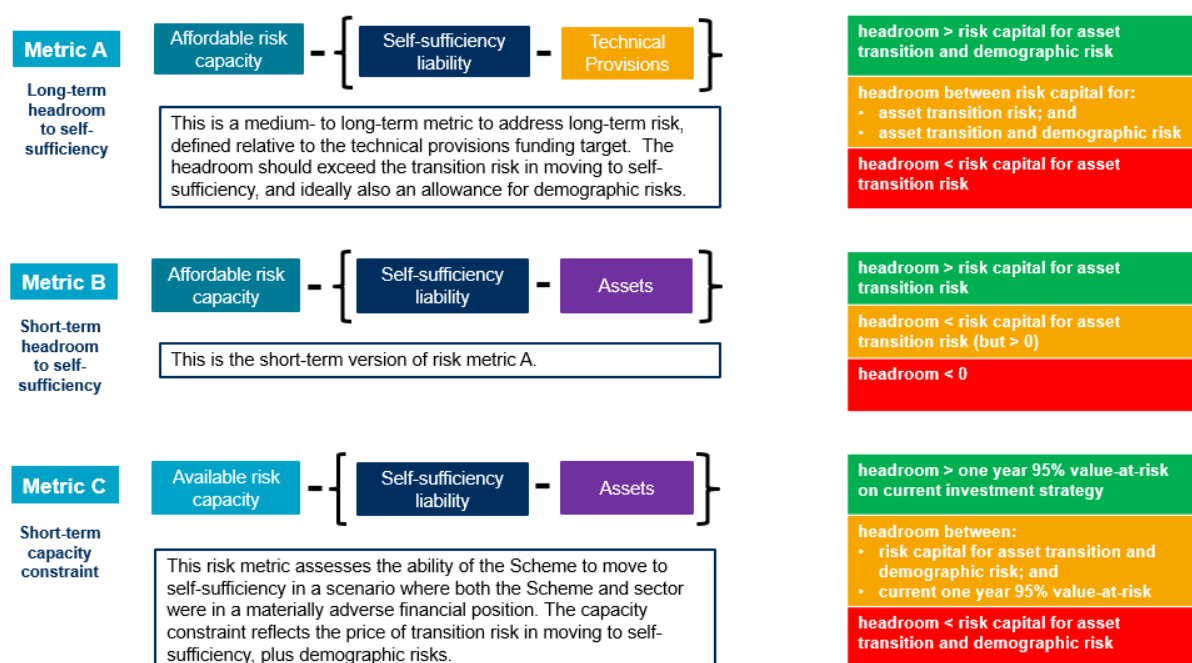 Metric A
Long-term
headroom
to self-
sufficiency
Affordable risk
capacity
-
Self-sufficiency
liability
-
Technical
Provisions
This is a medium- to long-term metric to address long-term risk,
defined relative to the technical provisions funding target. The
headroom should exceed the transition risk in moving to self-
sufficiency, and ideally also an allowance for demographic risks.
headroom > risk capital for asset
transition and demographic risk
headroom between risk capital for:
• asset transition risk; and
• asset transition and demographic risk
headroom < risk capital for asset
transition risk
Metric B
Short-term
headroom
to self-
sufficiency
Affordable risk
capacity
-
Self-sufficiency
liability
-
Assets
This is the short-term version of risk metric A.
headroom > risk capital for asset
transition risk
headroom < risk capital for asset
transition risk (but > 0)
headroom < 0
Metric C
Short-term
capacity
constraint
Available risk
capacity
-
Self-sufficiency
liability
-
Assets
This risk metric assesses the ability of the Scheme to move to
self-sufficiency in a scenario where both the Scheme and sector
were in a materially adverse financial position. The capacity
constraint reflects the price of transition risk in moving to self-
sufficiency, plus demographic risks.
headroom > one year 95% value-at-risk
on current investment strategy
headroom between:
• risk capital for asset transition and
demographic risk; and
• current one year 95% value-at-risk
headroom < risk capital for asset
transition and demographic risk